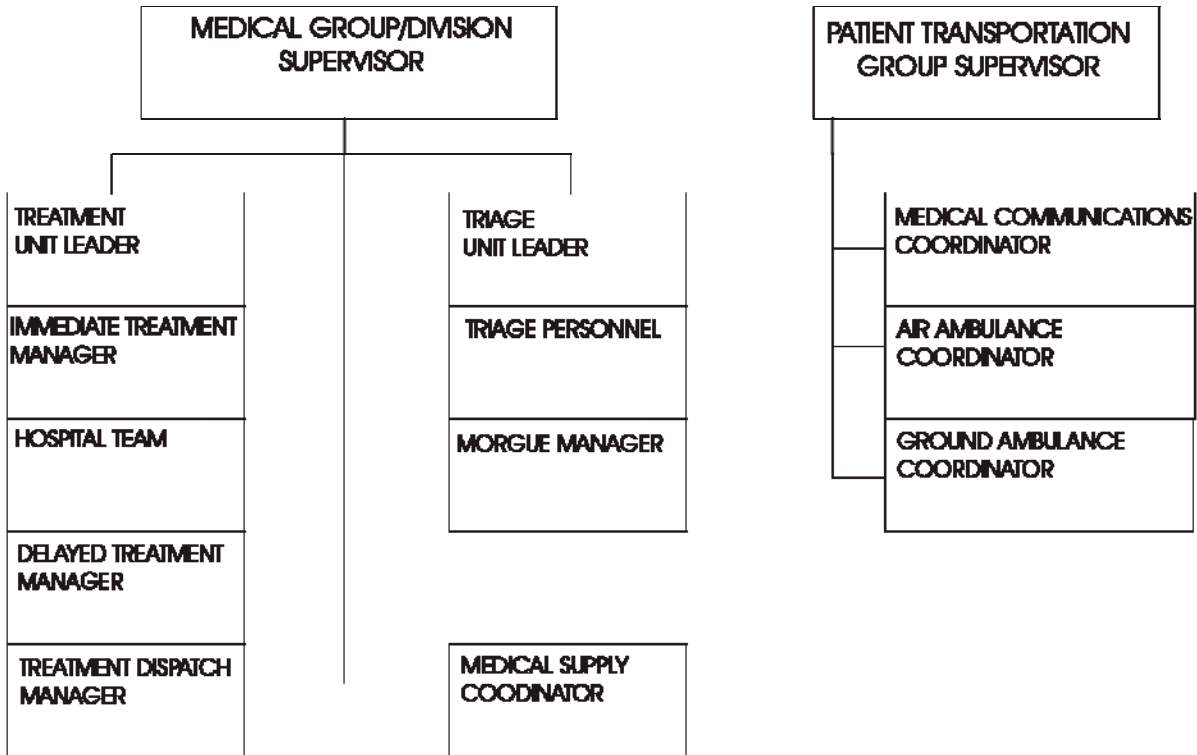 MEDICAL GROUP/DIVISION
SUPERVISOR
PATIENT TRANSPORTATION
GROUP SUPERVISOR
TREATMENT
UNIT LEADER
IMMEDIATE TREATMENT
MANAGER
HOSPITAL TEAM
DELAYED TREATMENT
MANAGER
TREATMENT DISPATCH
MANAGER
TRIAGE
UNIT LEADER
TRIAGE PERSONNEL
MORGUE MANAGER
MEDICAL SUPPLY
COODINATOR
MEDICAL COMMUNICATIONS
COORDINATOR
AIR AMBULANCE
COORDINATOR
GROUND AMBULANCE
COORDINATOR